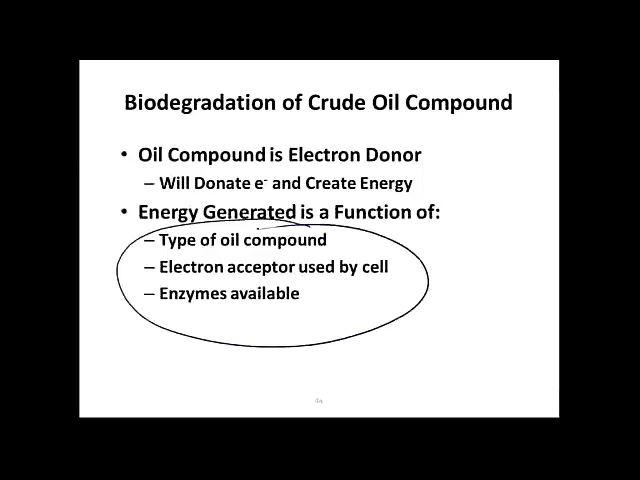 Biodegradation of Crude Oil Compound
• Oil Compound is Electron Donor
– Will Donate e⁻ and Create Energy
• Energy Generated is a Function of:
– Type of oil compound
– Electron acceptor used by cell
– Enzymes available